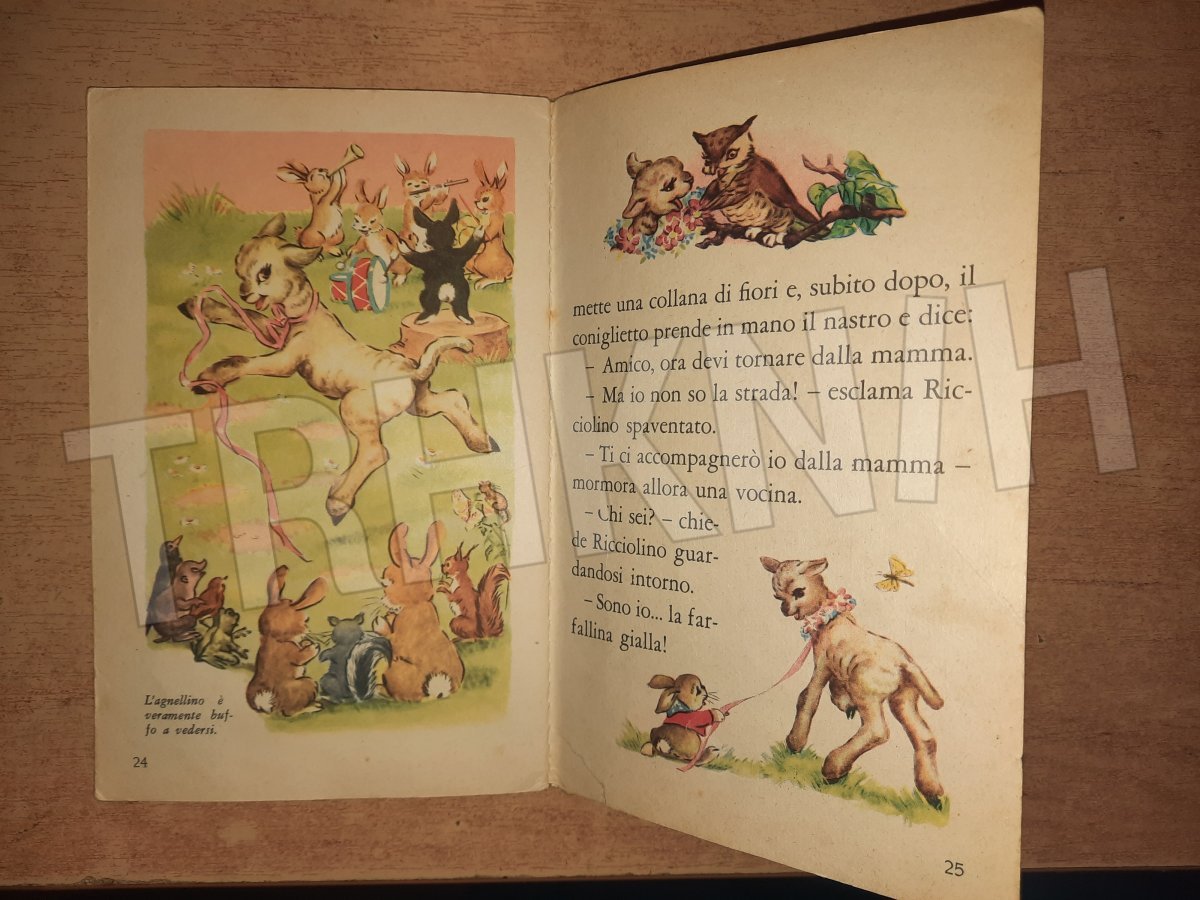 L'agnellino è
veramente buf-
fo a vedersi.
24
mette una collana di fiori e, subito dopo, il
coniglietto prende in mano il nastro e dice:
– Amico, ora devi tornare dalla mamma.
– Ma io non so la strada! – esclama Ric-
ciolino spaventato.
– Ti ci accompagnerò io dalla mamma –
mormora allora una vocina.
– Chi sei? – chie-
de Ricciolino guar-
dandosi intorno.
– Sono io... la far-
fallina gialla!
25